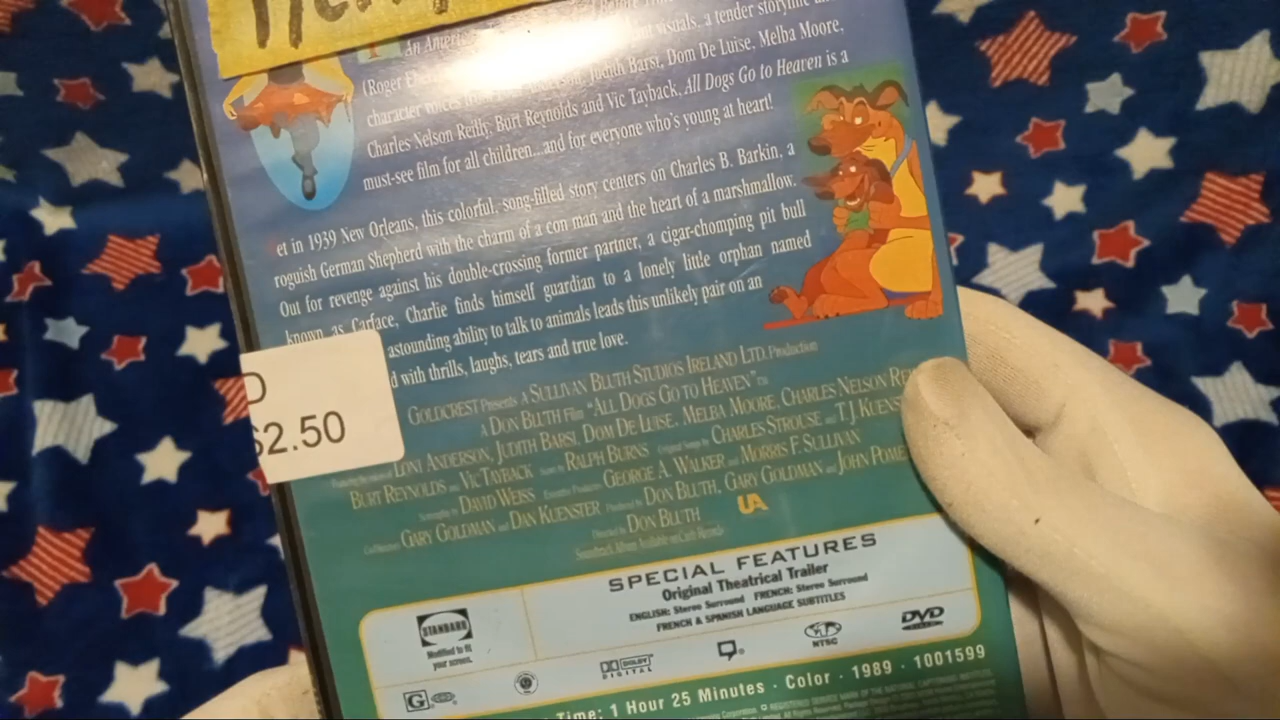 An Americ
visuals, a tender storyline
(Roger E
character voices Judith Barsi, Dom De Luise, Melba Moore,
Charles Nelson Reilly, Burt Reynolds and Vic Tayback, All Dogs Go to Heaven is a
must-see film for all children...and for everyone who's young at heart!
et in 1939 New Orleans, this colorful, song-filled story centers on Charles B. Barkin, a
roguish German Shepherd with the charm of a con man and the heart of a marshmallow.
Out for revenge against his double-crossing former partner, a cigar-chomping pit bull
known as Carface, Charlie finds himself guardian to a lonely little orphan named
astounding ability to talk to animals leads this unlikely pair on an
d with thrills, laughs, tears and true love.
D
$2.50
GOLDCREST Presents A SULLIVAN BLUTH STUDIOS IRELAND LTD. Production
A DON BLUTH Film "ALL DOGS GO TO HEAVEN"™
LONI ANDERSON, JUDITH BARSI, DOM DE LUISE, MELBA MOORE, CHARLES NELSON RE
BURT REYNOLDS and VIC TAYBACK Score by RALPH BURNS Original Songs by CHARLES STROUSE and T.J. KUENS
Screenplay by DAVID WEISS Executive Producers GEORGE A. WALKER and MORRIS F. SULLIVAN
Co-Directors GARY GOLDMAN and DAN KUENSTER Produced by DON BLUTH, GARY GOLDMAN and JOHN POME
Directed by DON BLUTH
Soundtrack Album Available on Curb Records
UA
SPECIAL FEATURES
Original Theatrical Trailer
ENGLISH: Stereo Surround FRENCH: Stereo Surround
FRENCH & SPANISH LANGUAGE SUBTITLES
STANDARD
Modified to fit
your screen.
G
DOLBY
DIGITAL
NTSC
DVD
Time: 1 Hour 25 Minutes · Color · 1989 · 1001599